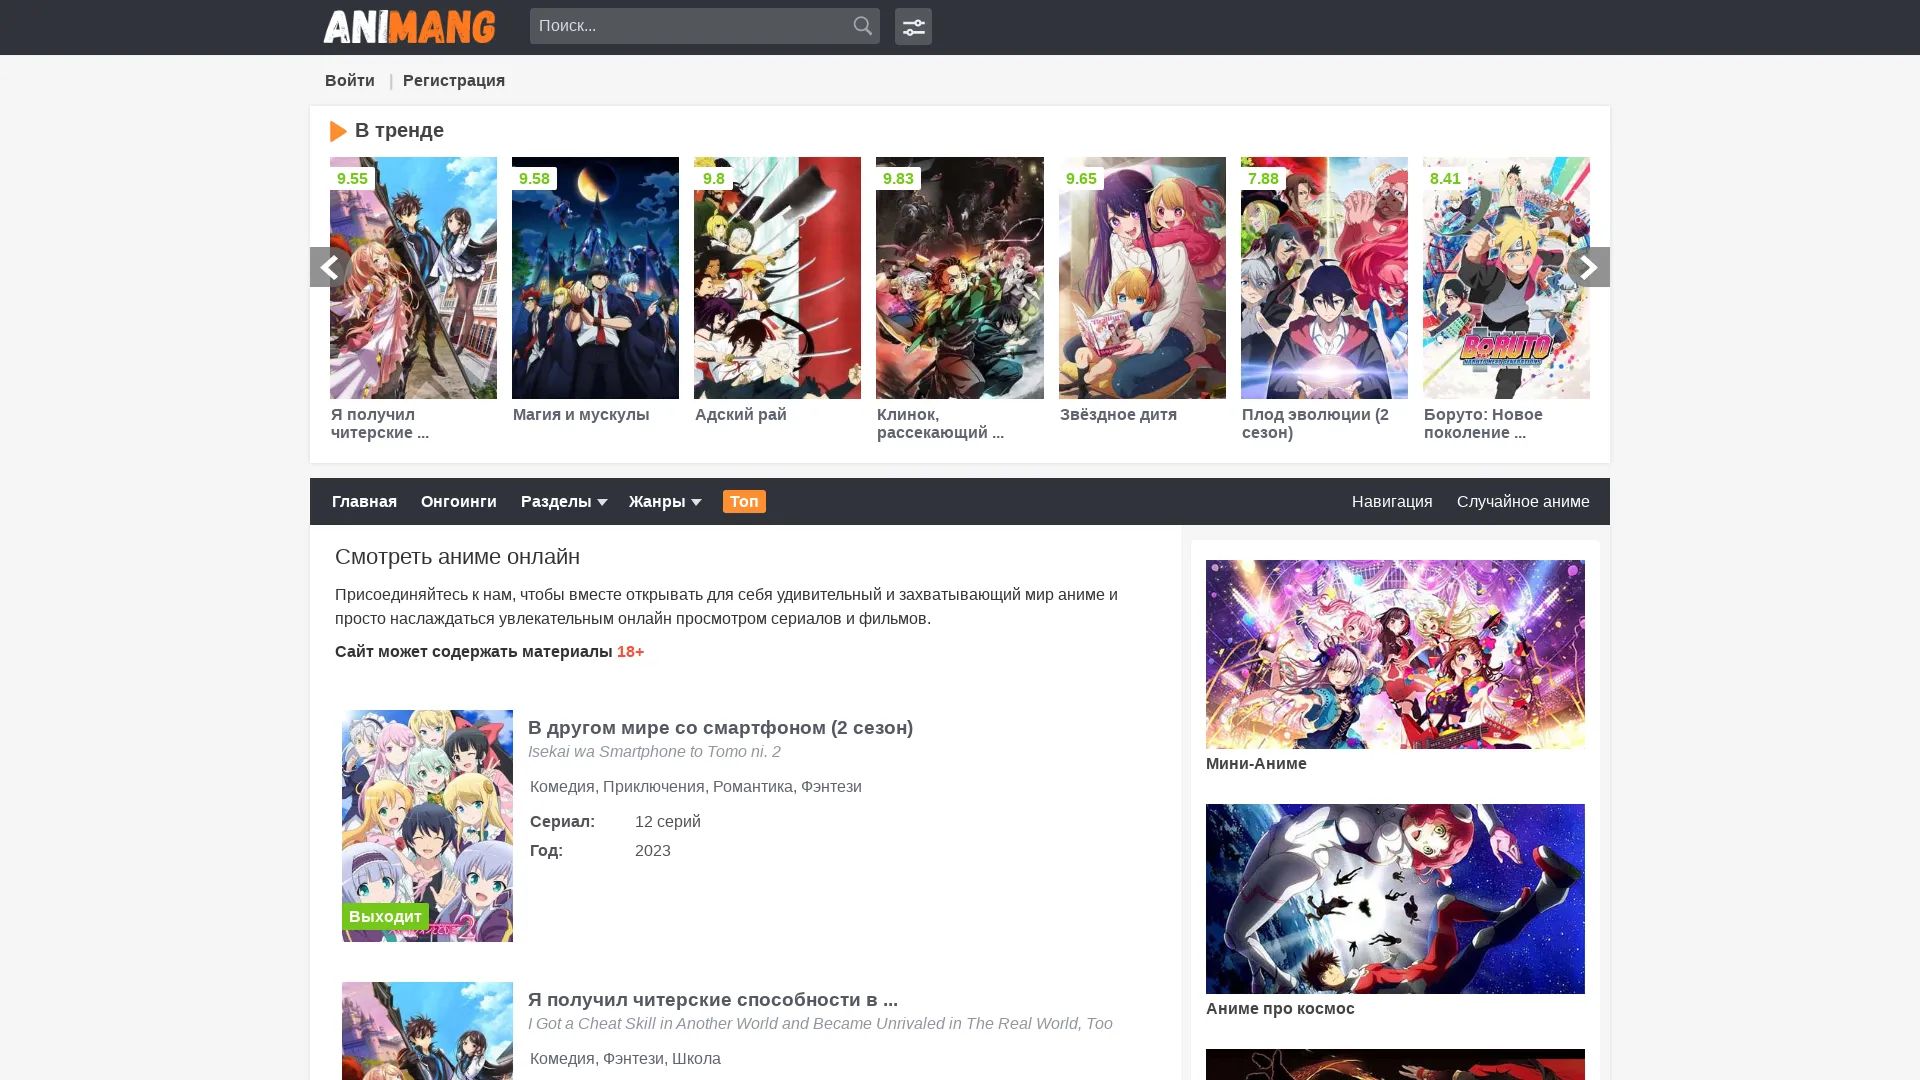 ANIMANG
Поиск...
Войти | Регистрация
В тренде
9.55
9.58
9.8
9.83
9.65
7.88
8.41
BORUTO
Я получил
читерские ...
Магия и мускулы
Адский рай
Клинок,
рассекающий ...
Звёздное дитя
Плод эволюции (2
сезон)
Боруто: Новое
поколение ...
Главная Онгоинги Разделы Жанры Топ Навигация Случайное аниме
Смотреть аниме онлайн
Присоединяйтесь к нам, чтобы вместе открывать для себя удивительный и захватывающий мир аниме и
просто наслаждаться увлекательным онлайн просмотром сериалов и фильмов.
Сайт может содержать материалы 18+
В другом мире со смартфоном (2 сезон)
Isekai wa Smartphone to Tomo ni. 2
Комедия, Приключения, Романтика, Фэнтези
Сериал: 12 серий
Год: 2023
Выходит
2
Я получил читерские способности в ...
I Got a Cheat Skill in Another World and Became Unrivaled in The Real World, Too
Комедия, Фэнтези, Школа
Мини-Аниме
Аниме про космос